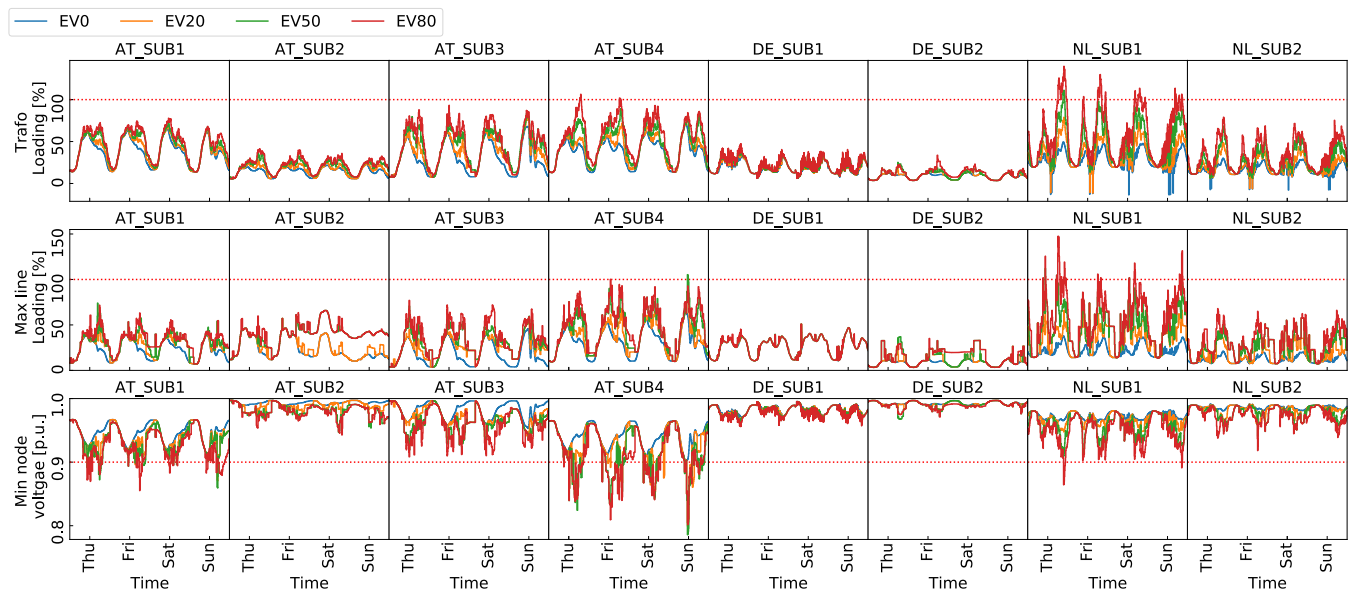 EV0 EV20 EV50 EV80
AT_SUB1 AT_SUB2 AT_SUB3 AT_SUB4 DE_SUB1 DE_SUB2 NL_SUB1 NL_SUB2
Trafo
Loading [%]
100
50
0
AT_SUB1 AT_SUB2 AT_SUB3 AT_SUB4 DE_SUB1 DE_SUB2 NL_SUB1 NL_SUB2
Max line
Loading [%]
150
100
50
0
AT_SUB1 AT_SUB2 AT_SUB3 AT_SUB4 DE_SUB1 DE_SUB2 NL_SUB1 NL_SUB2
Min node
voltgae [p.u.]
1.0
0.9
0.8
Thu Fri Sat Sun Thu Fri Sat Sun Thu Fri Sat Sun Thu Fri Sat Sun Thu Fri Sat Sun Thu Fri Sat Sun Thu Fri Sat Sun Thu Fri Sat Sun
Time Time Time Time Time Time Time Time